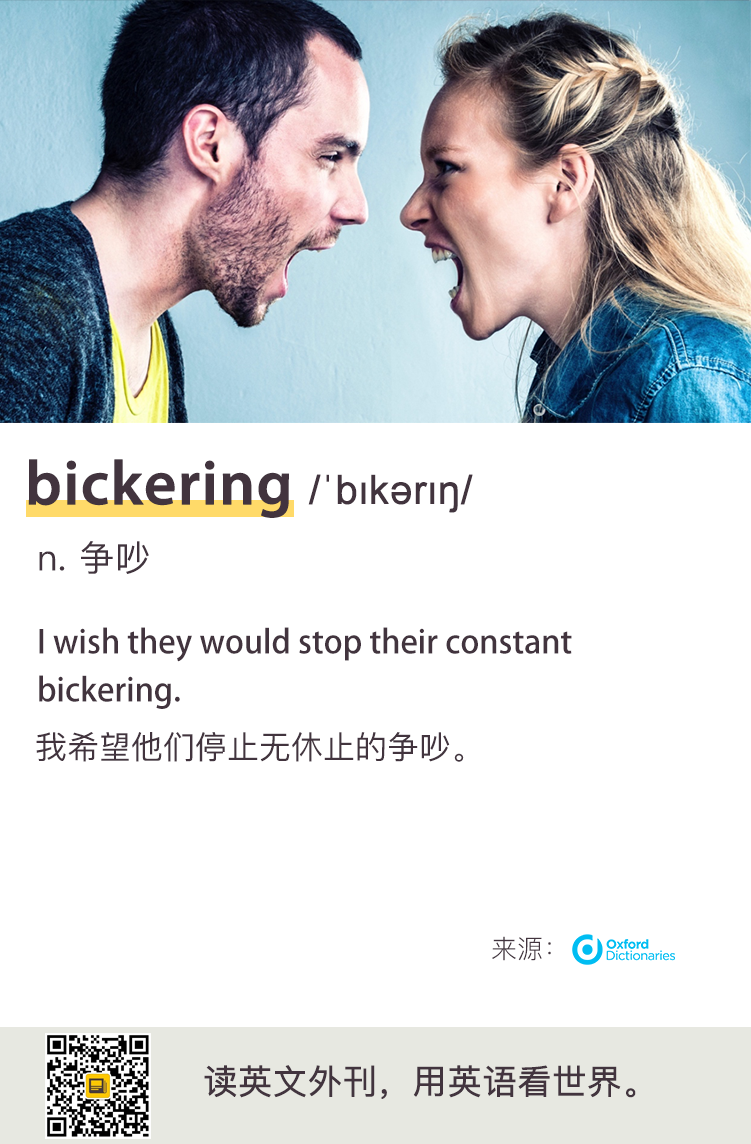 bickering /ˈbɪkərɪŋ/
n. 争吵
I wish they would stop their constant
bickering.
我希望他们停止无休止的争吵。
来源： Oxford
Dictionaries
读英文外刊，用英语看世界。